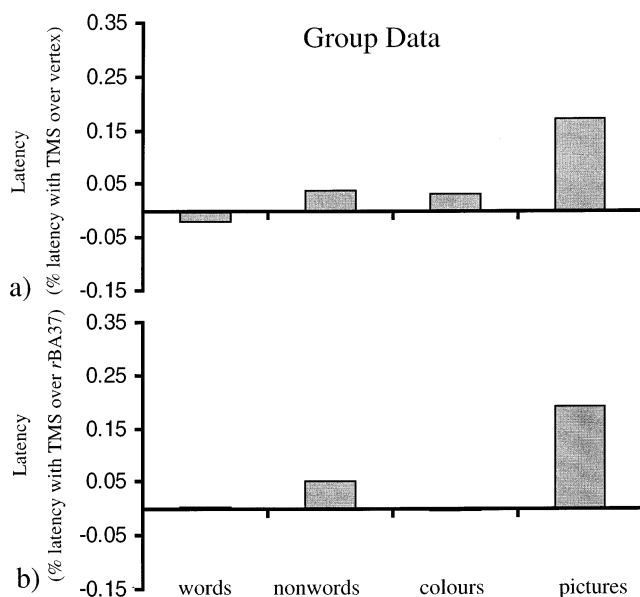 Group Data
0.35
0.25
0.15
0.05
-0.05
-0.15
Latency
(% latency with TMS over vertex)
a)
0.35
0.25
0.15
0.05
-0.05
-0.15
Latency
(% latency with TMS over rBA37)
b)
words nonwords colours pictures